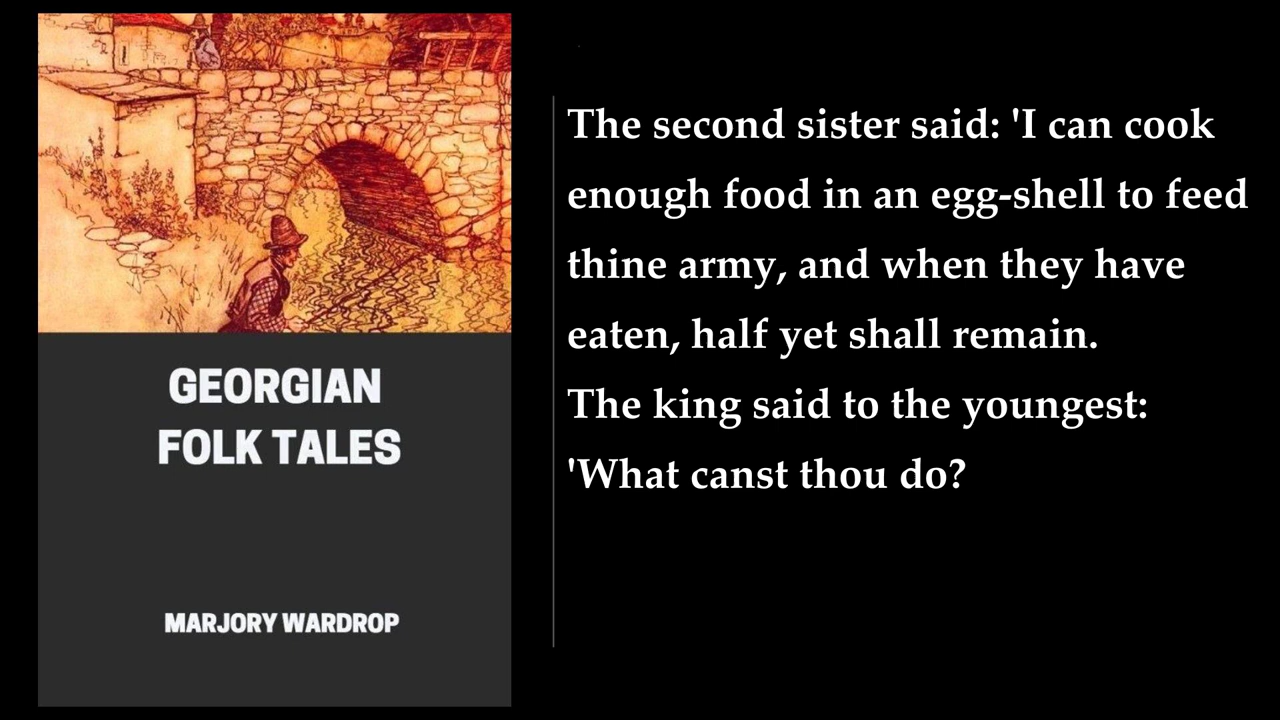 GEORGIAN
FOLK TALES
MARJORY WARDROP
The second sister said: 'I can cook
enough food in an egg-shell to feed
thine army, and when they have
eaten, half yet shall remain.
The king said to the youngest:
'What canst thou do?